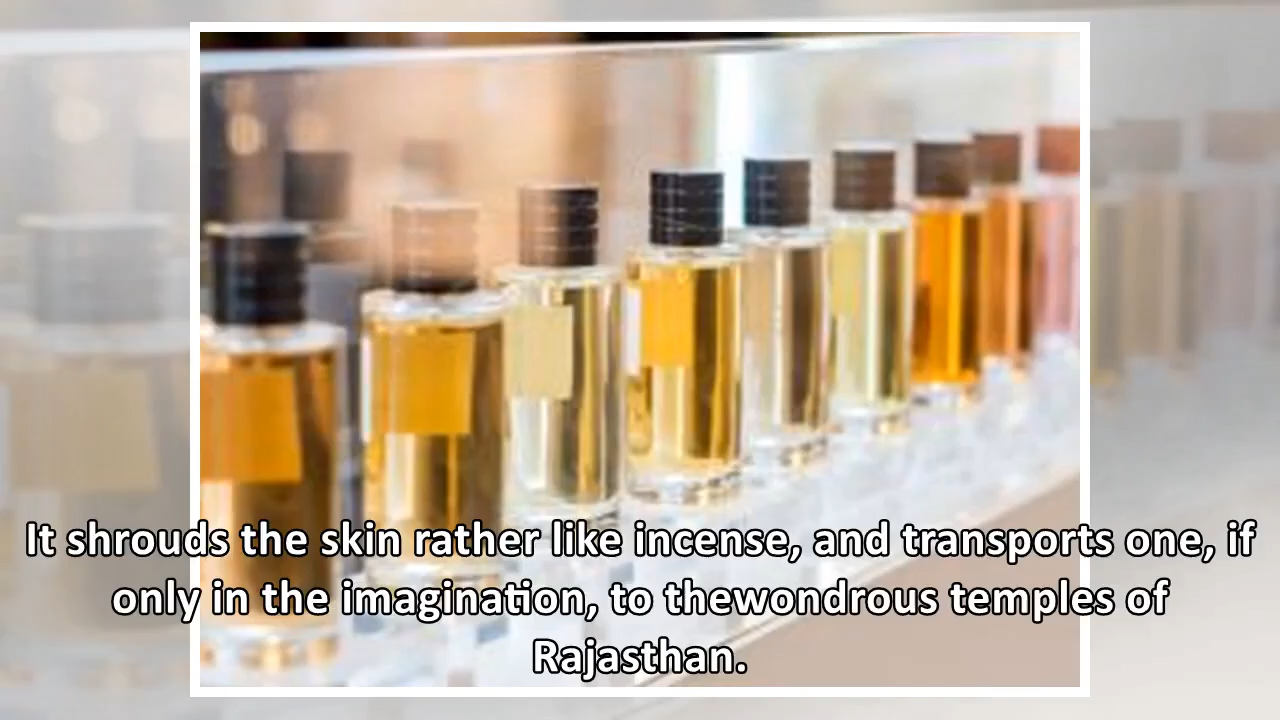 It shrouds the skin rather like incense, and transports one, if
only in the imagination, to thewondrous temples of
Rajasthan.